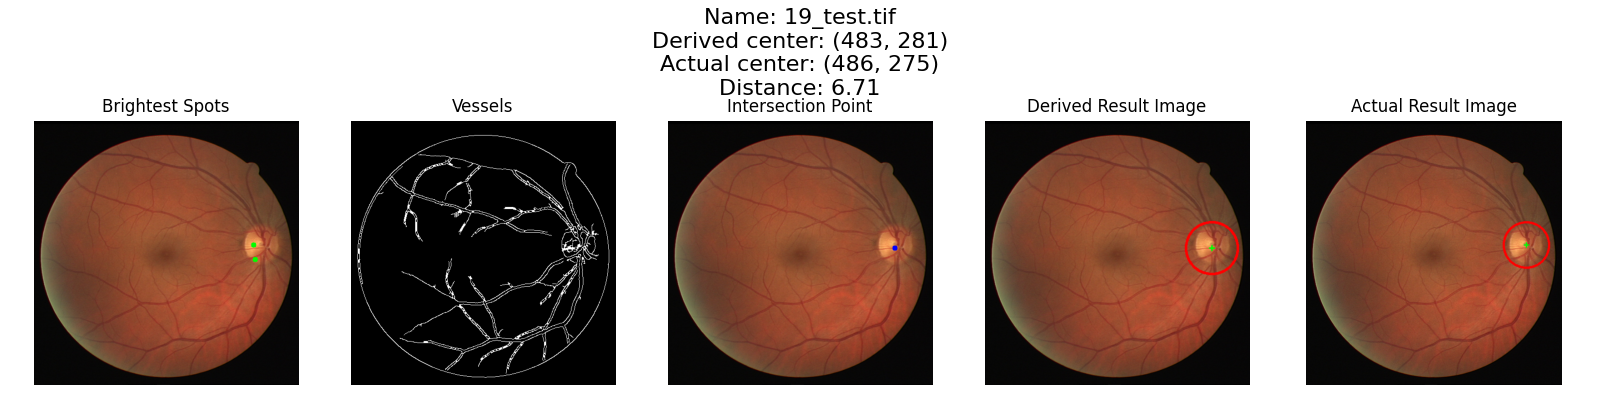 Name: 19_test.tif
Derived center: (483, 281)
Actual center: (486, 275)
Distance: 6.71
Brightest Spots
Vessels
Intersection Point
Derived Result Image
Actual Result Image